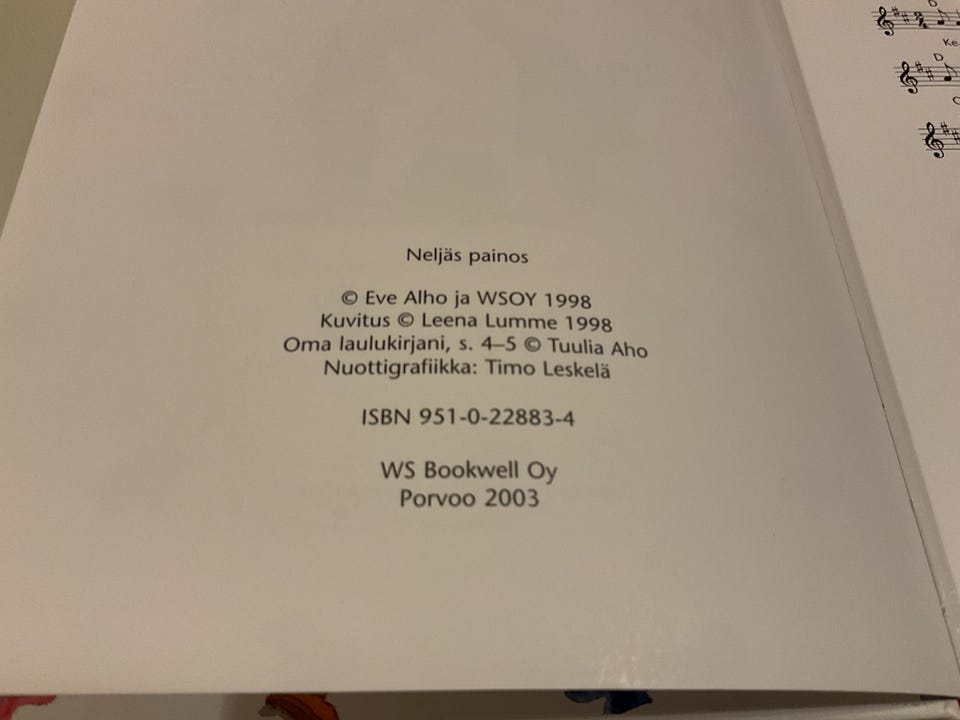 Neljäs painos
© Eve Alho ja WSOY 1998
Kuvitus © Leena Lumme 1998
Oma laulukirjani, s. 4–5 © Tuulia Aho
Nuottigrafiikka: Timo Leskelä
ISBN 951-0-22883-4
WS Bookwell Oy
Porvoo 2003
D
Ke-
D